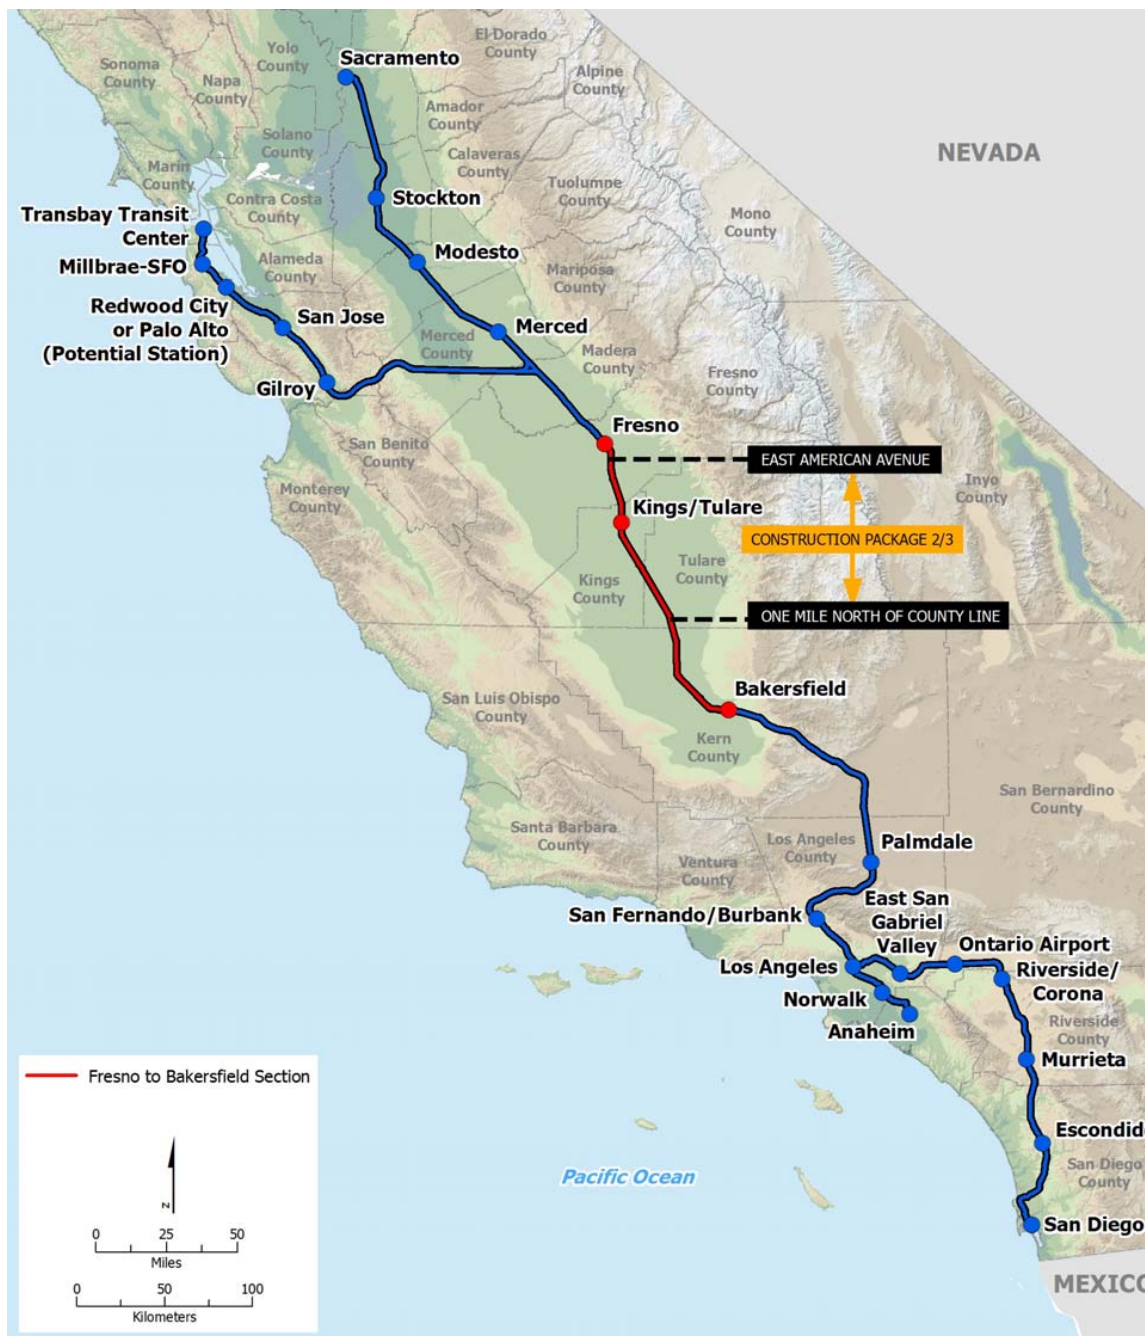 El Dorado
County
Yolo
County
Sonoma
County
Napa
County
Sacramento
Alpine
County
Amador
County
Solano
County
Calaveras
County
NEVADA
Marin
County
Contra Costa
County
Stockton
Tuolumne
County
Mono
County
Transbay Transit
Center
Modesto
Alameda
County
Millbrae-SFO
Mariposa
County
Redwood City
or Palo Alto
(Potential Station)
San Jose
Merced
County
Merced
Madera
County
Fresno
County
Gilroy
San Benito
County
Fresno
EAST AMERICAN AVENUE
Inyo
County
Monterey
County
Kings/Tulare
CONSTRUCTION PACKAGE 2/3
Tulare
County
Kings
County
ONE MILE NORTH OF COUNTY LINE
San Luis Obispo
County
Bakersfield
Kern
County
San Bernardino
County
Santa Barbara
County
Los Angeles
County
Ventura
County
Palmdale
San Fernando/Burbank
East San
Gabriel
Valley
Ontario Airport
Los Angeles
Riverside/
Corona
Norwalk
Anaheim
Riverside
County
Murrieta
Fresno to Bakersfield Section
Escondid
San Diego
County
Pacific Ocean
N
San Diego
0 25 50
Miles
MEXICO
0 50 100
Kilometers